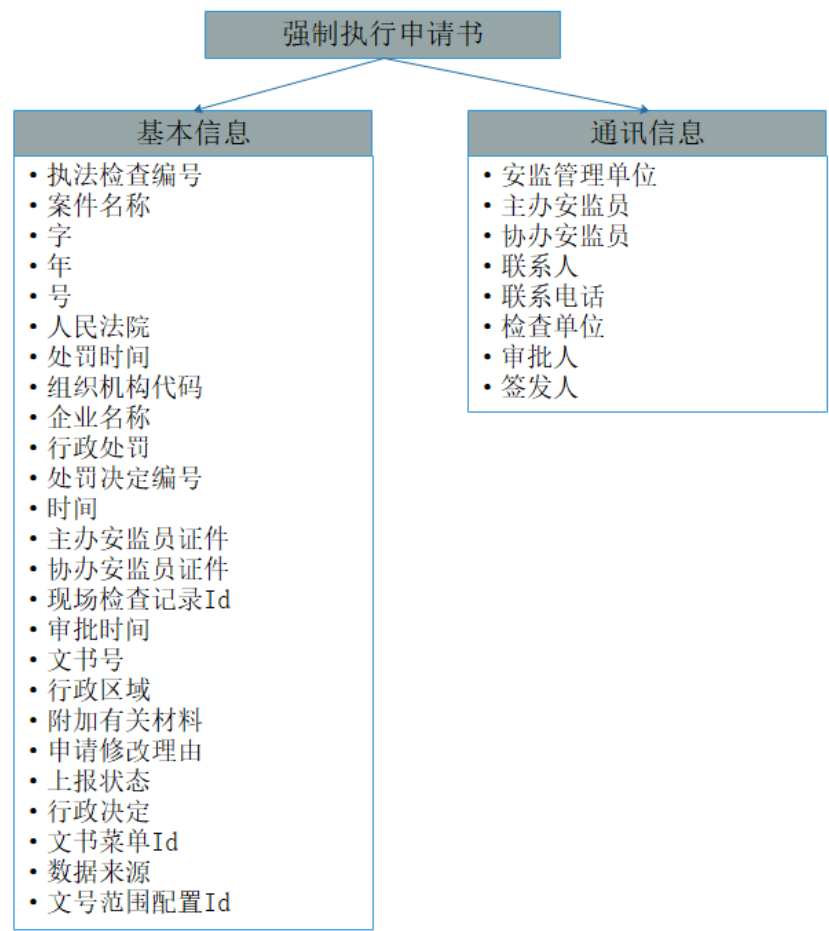 强制执行申请书
基本信息
• 执法检查编号
• 案件名称
• 字
• 年
• 号
• 人民法院
• 处罚时间
• 组织机构代码
• 企业名称
• 行政处罚
• 处罚决定编号
• 时间
• 主办安监员证件
• 协办安监员证件
• 现场检查记录Id
• 审批时间
• 文书号
• 行政区域
• 附加有关材料
• 申请修改理由
• 上报状态
• 行政决定
• 文书菜单Id
• 数据来源
• 文号范围配置Id
通讯信息
• 安监管理单位
• 主办安监员
• 协办安监员
• 联系人
• 联系电话
• 检查单位
• 审批人
• 签发人